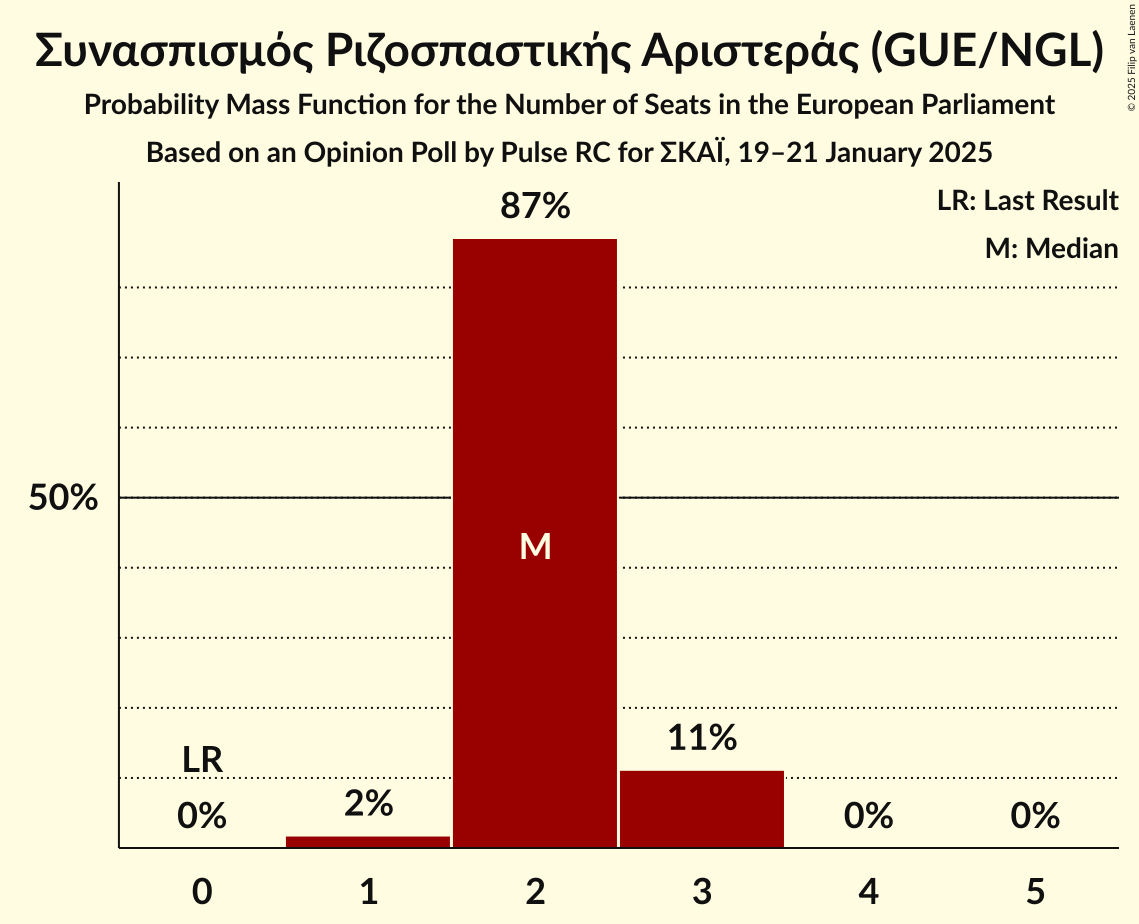 Συνασπισμός Ριζοσπαστικής Αριστεράς (GUE/NGL)
Probability Mass Function for the Number of Seats in the European Parliament
Based on an Opinion Poll by Pulse RC for ΣΚΑΪ, 19–21 January 2025
© 2025 Filip van Laenen
LR: Last Result
M: Median
87%
50%
M
11%
LR
2%
0%
0%
0%
0 1 2 3 4 5